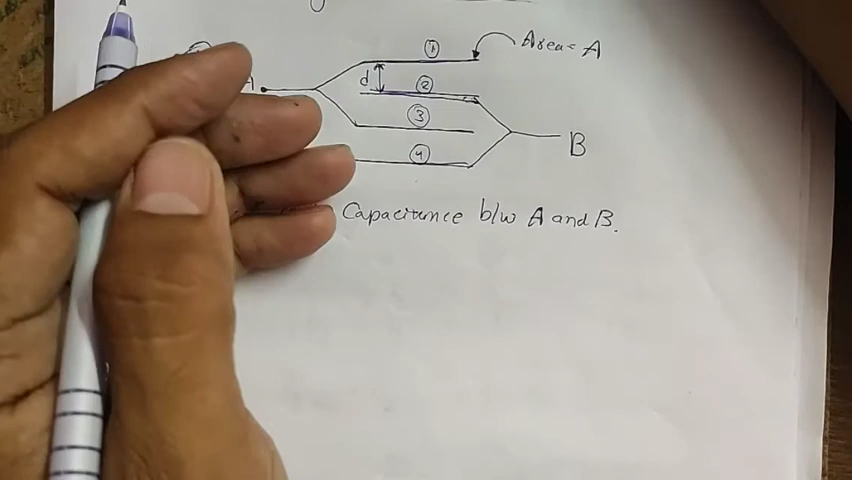 ① Area = A
A d ②
③ B
④
Capacitance b/w A and B.